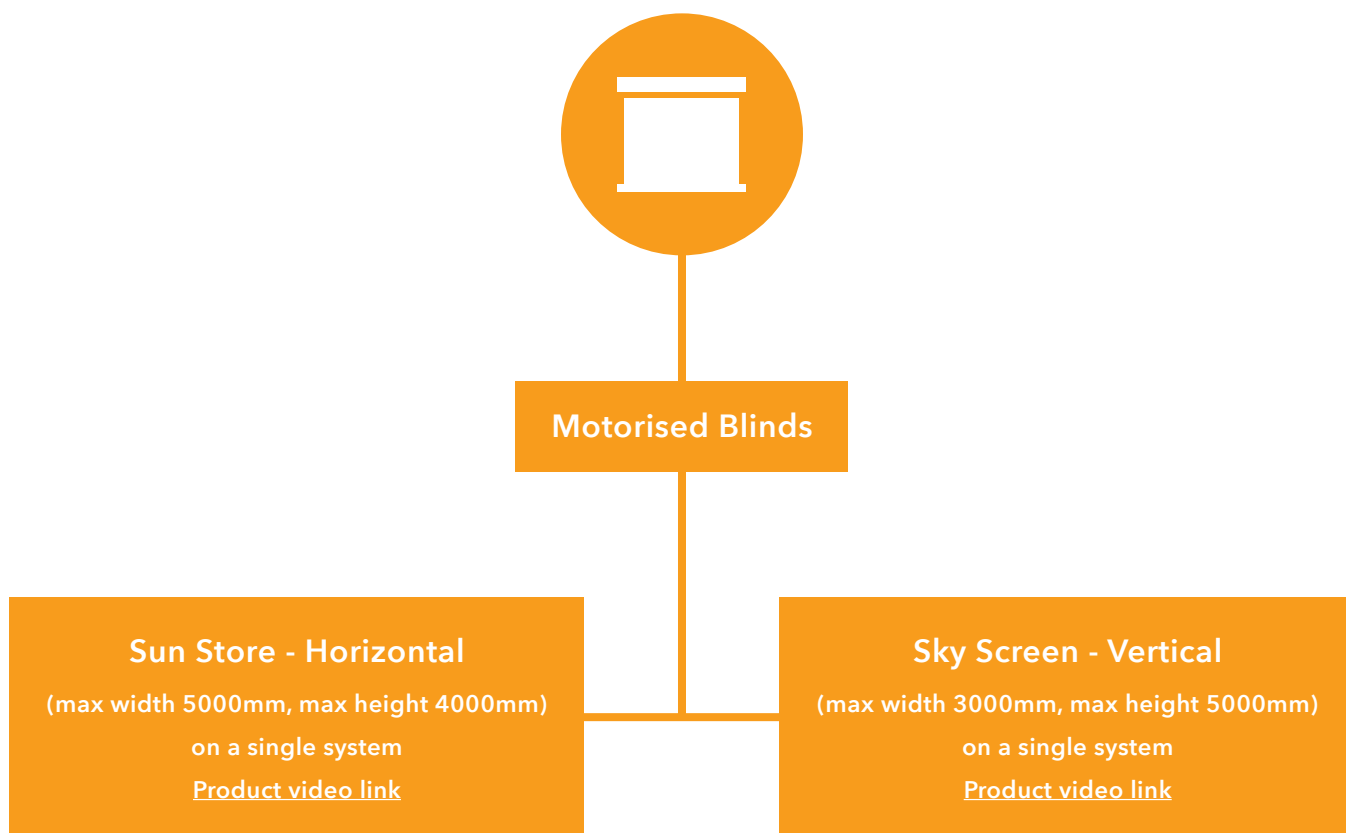 Motorised Blinds
Sun Store - Horizontal
(max width 5000mm, max height 4000mm)
on a single system
Product video link
Sky Screen - Vertical
(max width 3000mm, max height 5000mm)
on a single system
Product video link